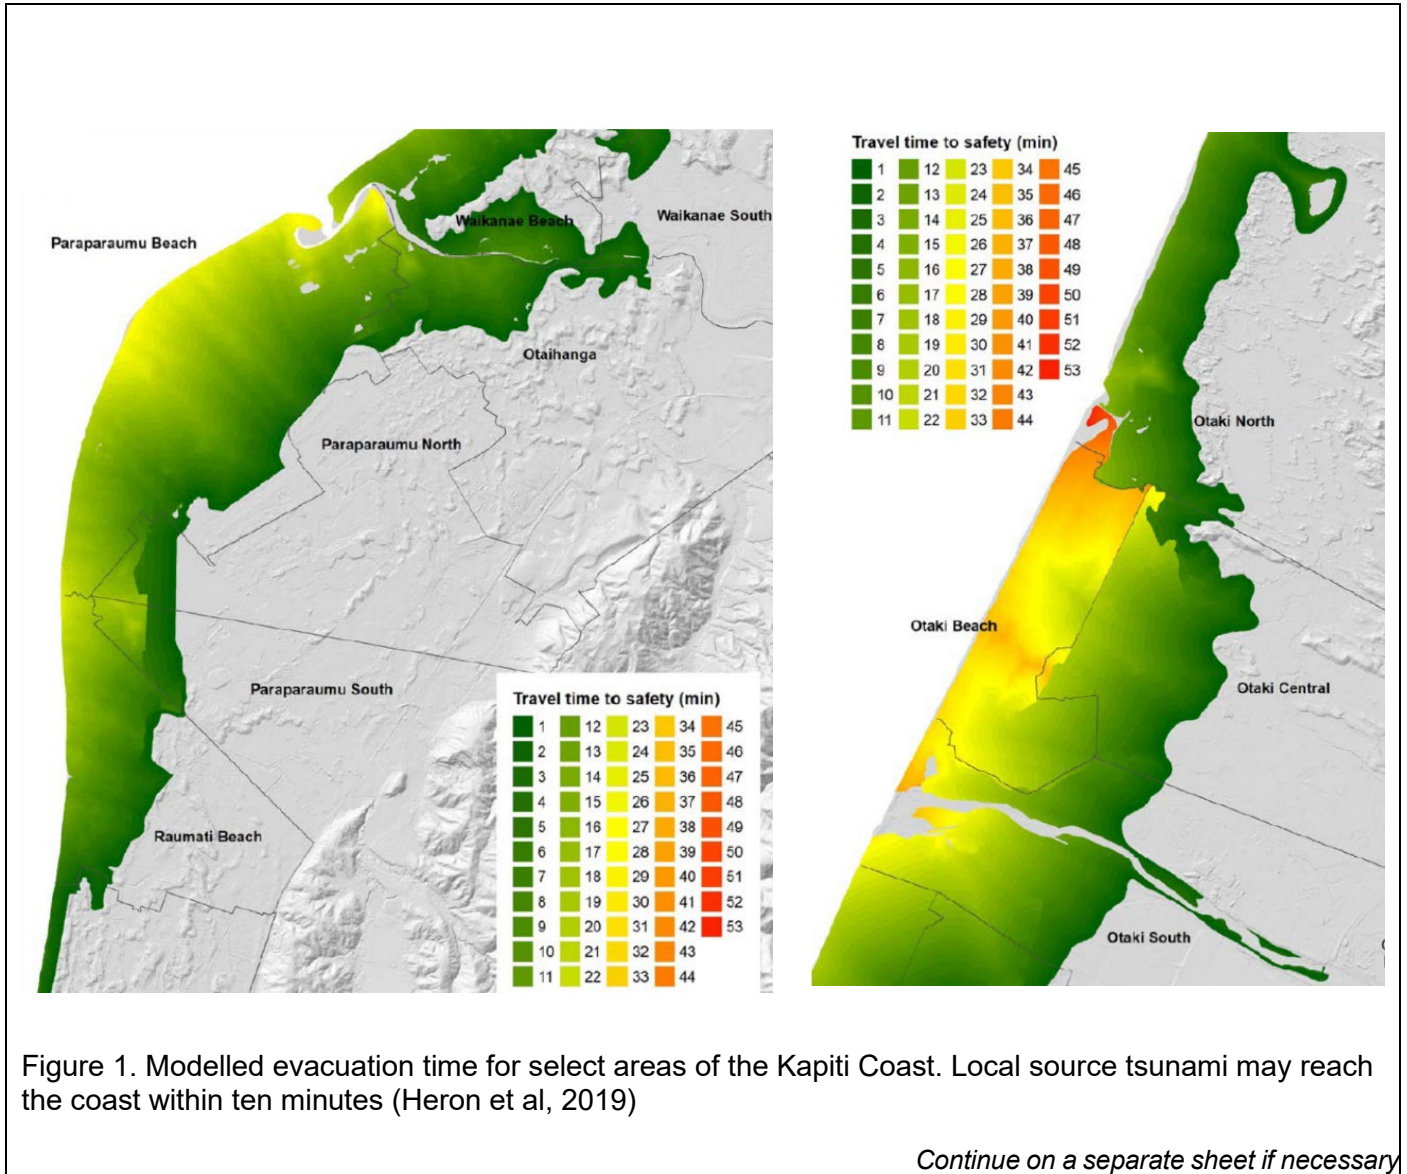 Paraparaumu Beach
Waikanae Beach
Waikanae South
Otaihanga
Paraparaumu North
Paraparaumu South
Raumati Beach
Travel time to safety (min)
1 12 23 34 45
2 13 24 35 46
3 14 25 36 47
4 15 26 37 48
5 16 27 38 49
6 17 28 39 50
7 18 29 40 51
8 19 30 41 52
9 20 31 42 53
10 21 32 43
11 22 33 44
Travel time to safety (min)
1 12 23 34 45
2 13 24 35 46
3 14 25 36 47
4 15 26 37 48
5 16 27 38 49
6 17 28 39 50
7 18 29 40 51
8 19 30 41 52
9 20 31 42 53
10 21 32 43
11 22 33 44
Otaki North
Otaki Beach
Otaki Central
Otaki South
Figure 1. Modelled evacuation time for select areas of the Kapiti Coast. Local source tsunami may reach
the coast within ten minutes (Heron et al, 2019)
Continue on a separate sheet if necessary